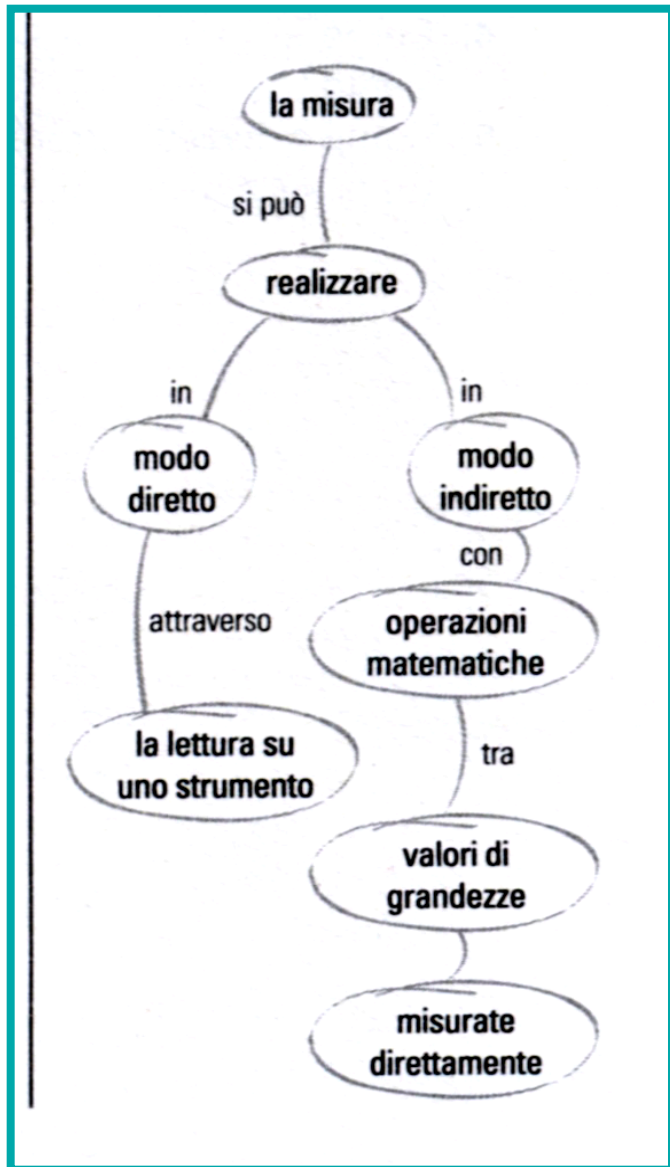 la misura
si può
realizzare
in
in
modo
diretto
modo
indiretto
con
attraverso
operazioni
matematiche
la lettura su
uno strumento
tra
valori di
grandezze
misurate
direttamente